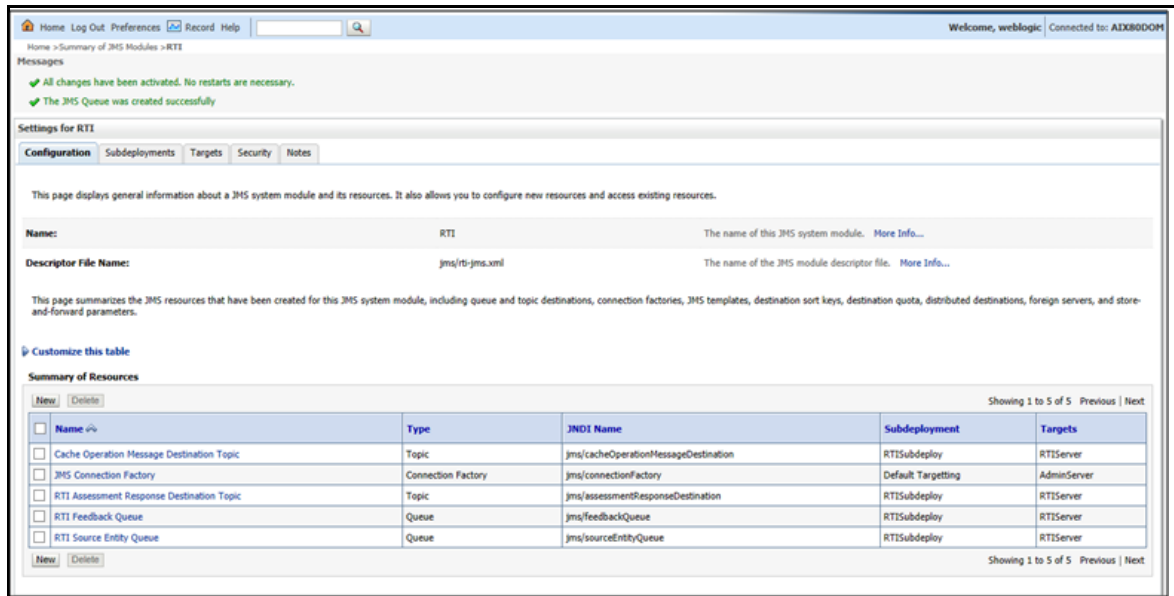 Home Log Out Preferences Record Help
Welcome, weblogic Connected to: AIX80DOM
Home >Summary of JMS Modules >RTI
Messages
All changes have been activated. No restarts are necessary.
The JMS Queue was created successfully
Settings for RTI
Configuration Subdeployments Targets Security Notes
This page displays general information about a JMS system module and its resources. It also allows you to configure new resources and access existing resources.
Name: RTI The name of this JMS system module. More Info...
Descriptor File Name: jms/rti-jms.xml The name of the JMS module descriptor file. More Info...
This page summarizes the JMS resources that have been created for this JMS system module, including queue and topic destinations, connection factories, JMS templates, destination sort keys, destination quota, distributed destinations, foreign servers, and store-
and-forward parameters.
Customize this table
Summary of Resources
New Delete Showing 1 to 5 of 5 Previous | Next
Name Type JNDI Name Subdeployment Targets
Cache Operation Message Destination Topic Topic jms/cacheOperationMessageDestination RTISubdeploy RTIServer
JMS Connection Factory Connection Factory jms/connectionFactory Default Targetting AdminServer
RTI Assessment Response Destination Topic Topic jms/assessmentResponseDestination RTISubdeploy RTIServer
RTI Feedback Queue Queue jms/feedbackQueue RTISubdeploy RTIServer
RTI Source Entity Queue Queue jms/sourceEntityQueue RTISubdeploy RTIServer
New Delete Showing 1 to 5 of 5 Previous | Next